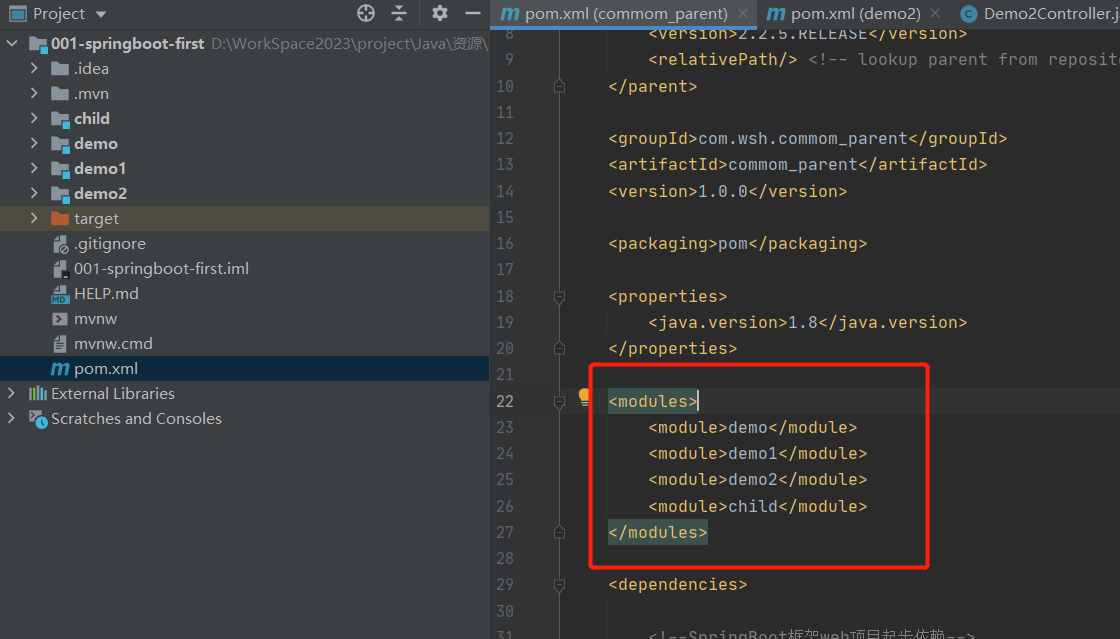 Project
001-springboot-first D:\WorkSpace2023\project\Java\资源\
.idea
.mvn
child
demo
demo1
demo2
target
.gitignore
001-springboot-first.iml
HELP.md
mvnw
mvnw.cmd
pom.xml
External Libraries
Scratches and Consoles
pom.xml (commom_parent)
pom.xml (demo2)
Demo2Controller.j
8 <version>2.2.5.RELEASE</version>
9 <relativePath/> <!-- lookup parent from reposit
10 </parent>
11
12 <groupId>com.wsh.commom_parent</groupId>
13 <artifactId>commom_parent</artifactId>
14 <version>1.0.0</version>
15
16 <packaging>pom</packaging>
17
18 <properties>
19 <java.version>1.8</java.version>
20 </properties>
21
22 <modules>
23 <module>demo</module>
24 <module>demo1</module>
25 <module>demo2</module>
26 <module>child</module>
27 </modules>
28
29 <dependencies>
30
31 <!--SpringBoot框架web项目起步依赖-->